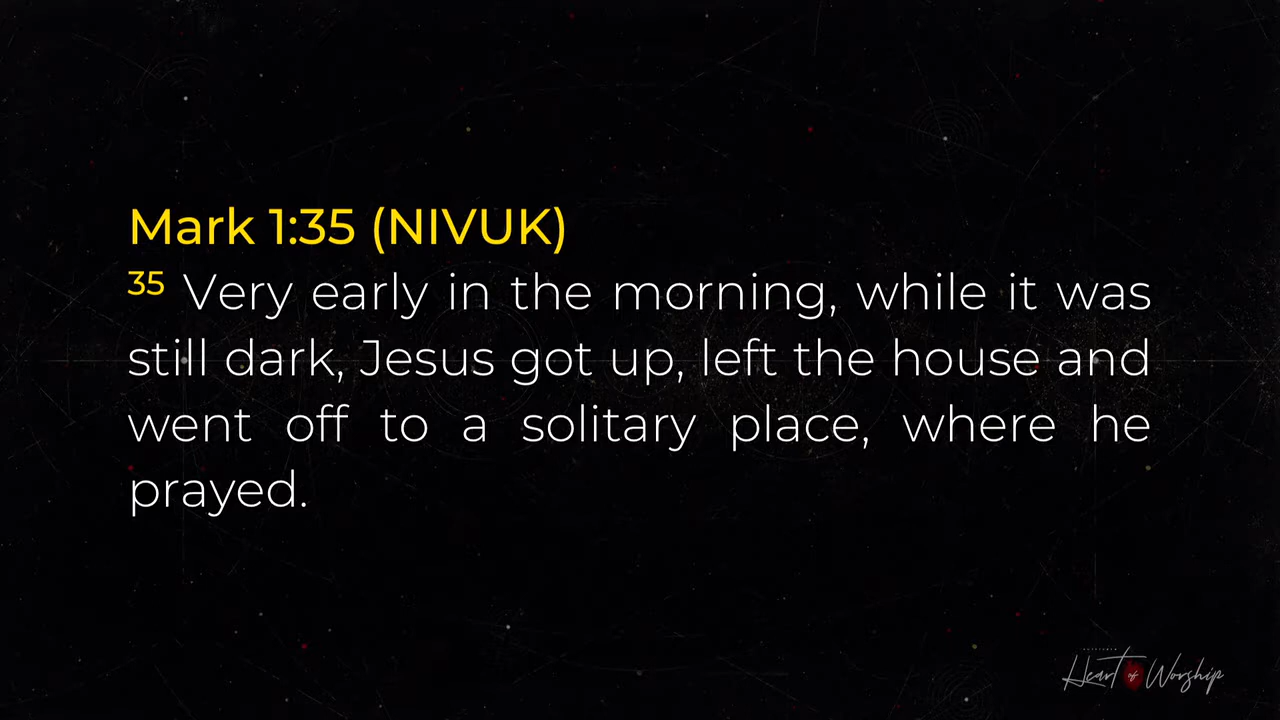 Mark 1:35 (NIVUK)
35 Very early in the morning, while it was
still dark, Jesus got up, left the house and
went off to a solitary place, where he
prayed.
Heart of Worship